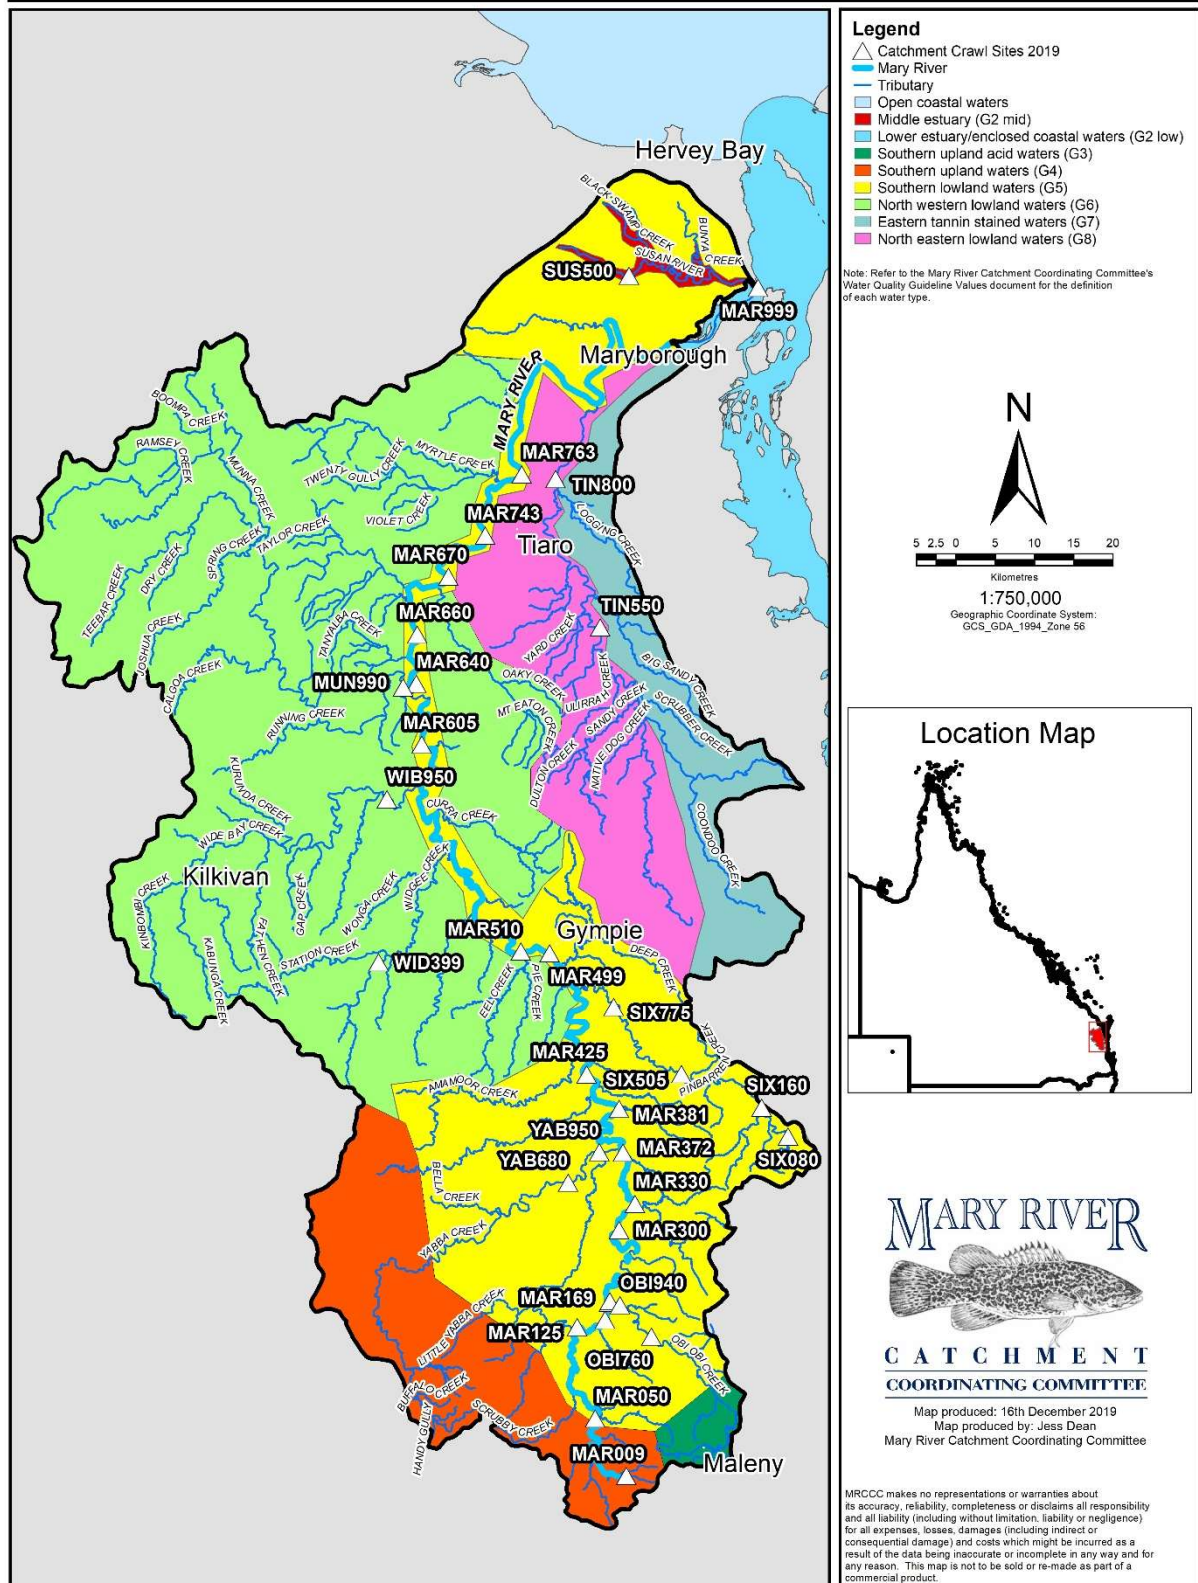 Hervey Bay
BLACK SWAMP CREEK
BUNYA CREEK
SUSAN RIVER
SUS500
MAR999
Maryborough
MARY RIVER
BOOMPA CREEK
RAMSEY CREEK
MUNNA CREEK
TWENTY GULLY CREEK
MYRTLE CREEK
MAR763
TIN800
VIOLET CREEK
MAR743
LOGGING CREEK
SPRING CREEK
TAYLOR CREEK
Tiaro
DRY CREEK
MAR670
TEEBAR CREEK
MAR660
TIN550
JOSHUA CREEK
TANYALBA CREEK
YARD CREEK
MAR640
BIG SANDY CREEK
CALGOA CREEK
MUN990
OAKY CREEK
ULIRRAH CREEK
SANDY CREEK
SCRUBBER CREEK
RUNNING CREEK
MAR605
MT EATON CREEK
DULTON CREEK
NATIVE DOG CREEK
WIB950
CURRA CREEK
WIDE BAY CREEK
COONDOO CREEK
Kilkivan
KINBOMBI CREEK
GAP CREEK
WONGA CREEK
WIDGEE CREEK
FAT HEN CREEK
KABUNGA CREEK
STATION CREEK
MAR510
Gympie
DEEP CREEK
WID399
EEL CREEK
PIE CREEK
MAR499
SIX775
MAR425
AMAMOOR CREEK
SIX505
PINBARREN CREEK
SIX160
MAR381
YAB950
MAR372
SIX080
YAB680
BELLA CREEK
MAR330
YABBA CREEK
MAR300
OBI940
MAR169
LITTLE YABBA CREEK
MAR125
OBI760
OBI OBI CREEK
BUFFALO CREEK
MAR050
HANDY GULLY
SCRUBBY CREEK
MAR009
Maleny
Legend
Catchment Crawl Sites 2019
Mary River
Tributary
Open coastal waters
Middle estuary (G2 mid)
Lower estuary/enclosed coastal waters (G2 low)
Southern upland acid waters (G3)
Southern upland waters (G4)
Southern lowland waters (G5)
North western lowland waters (G6)
Eastern tannin stained waters (G7)
North eastern lowland waters (G8)
Note: Refer to the Mary River Catchment Coordinating Committee's
Water Quality Guideline Values document for the definition
of each water type.
N
5 2.5 0 5 10 15 20
Kilometres
1:750,000
Geographic Coordinate System:
GCS_GDA_1994_Zone 56
Location Map
MARY RIVER
CATCHMENT
COORDINATING COMMITTEE
Map produced: 16th December 2019
Map produced by: Jess Dean
Mary River Catchment Coordinating Committee
MRCCC makes no representations or warranties about
its accuracy, reliability, completeness or disclaims all responsibility
and all liability (including without limitation, liability or negligence)
for all expenses, losses, damages (including indirect or
consequential damage) and costs which might be incurred as a
result of the data being inaccurate or incomplete in any way and for
any reason. This map is not to be sold or re-made as part of a
commercial product.